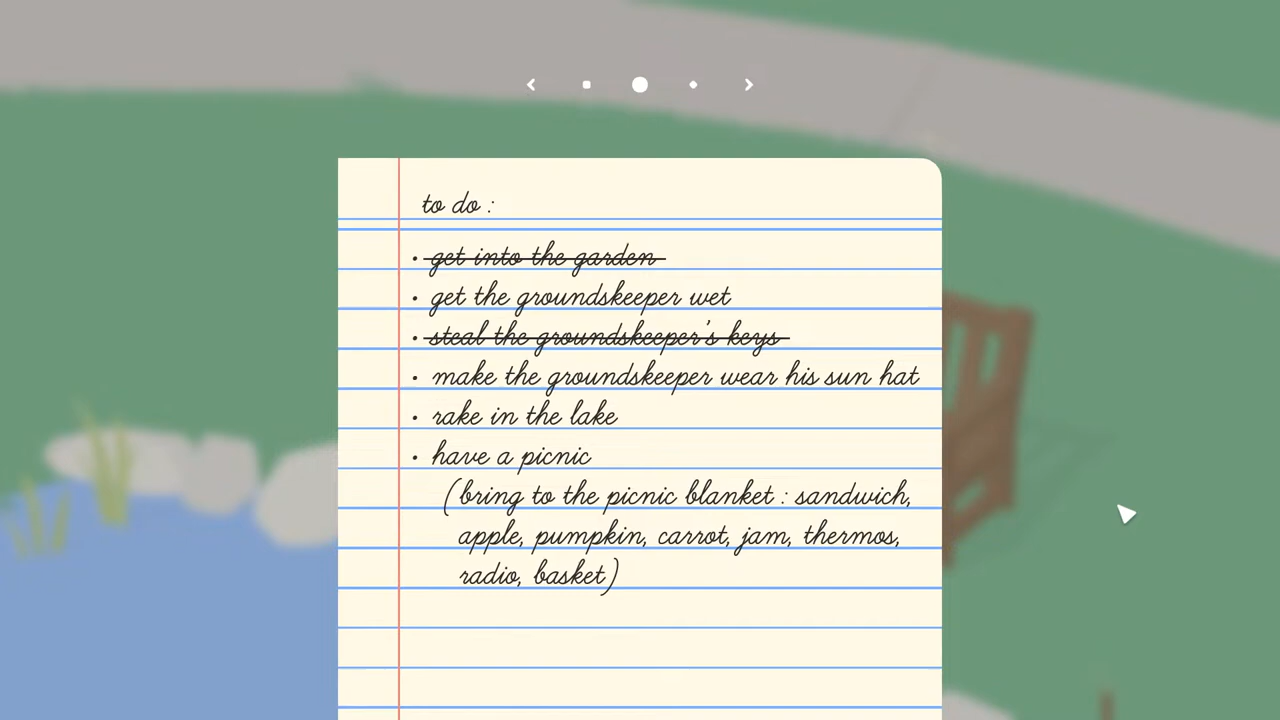 to do :
• get into the garden
• get the groundskeeper wet
• steal the groundskeeper's keys
• make the groundskeeper wear his sun hat
• rake in the lake
• have a picnic
(bring to the picnic blanket : sandwich,
apple, pumpkin, carrot, jam, thermos,
radio, basket)